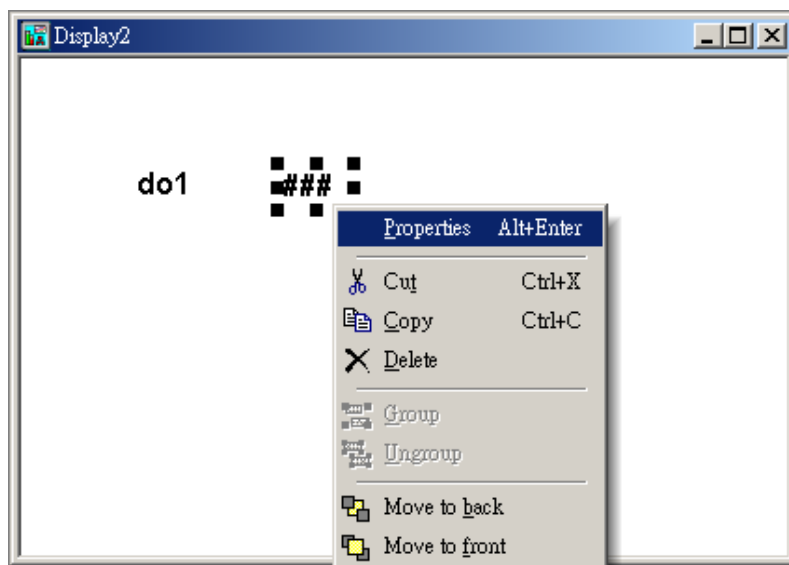 Display2
do1 ###
Properties Alt+Enter
Cut Ctrl+X
Copy Ctrl+C
Delete
Group
Ungroup
Move to back
Move to front